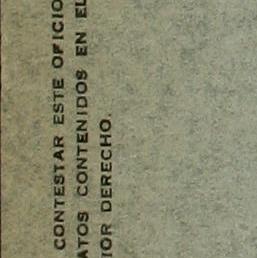 CONTESTAR ESTE OFICIO
ATOS CONTENIDOS EN EL
IOR DERECHO.